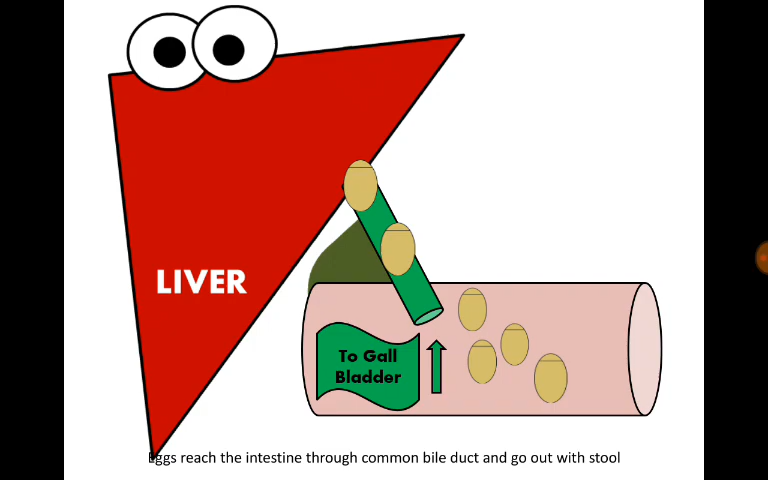 LIVER
To Gall
Bladder
Eggs reach the intestine through common bile duct and go out with stool